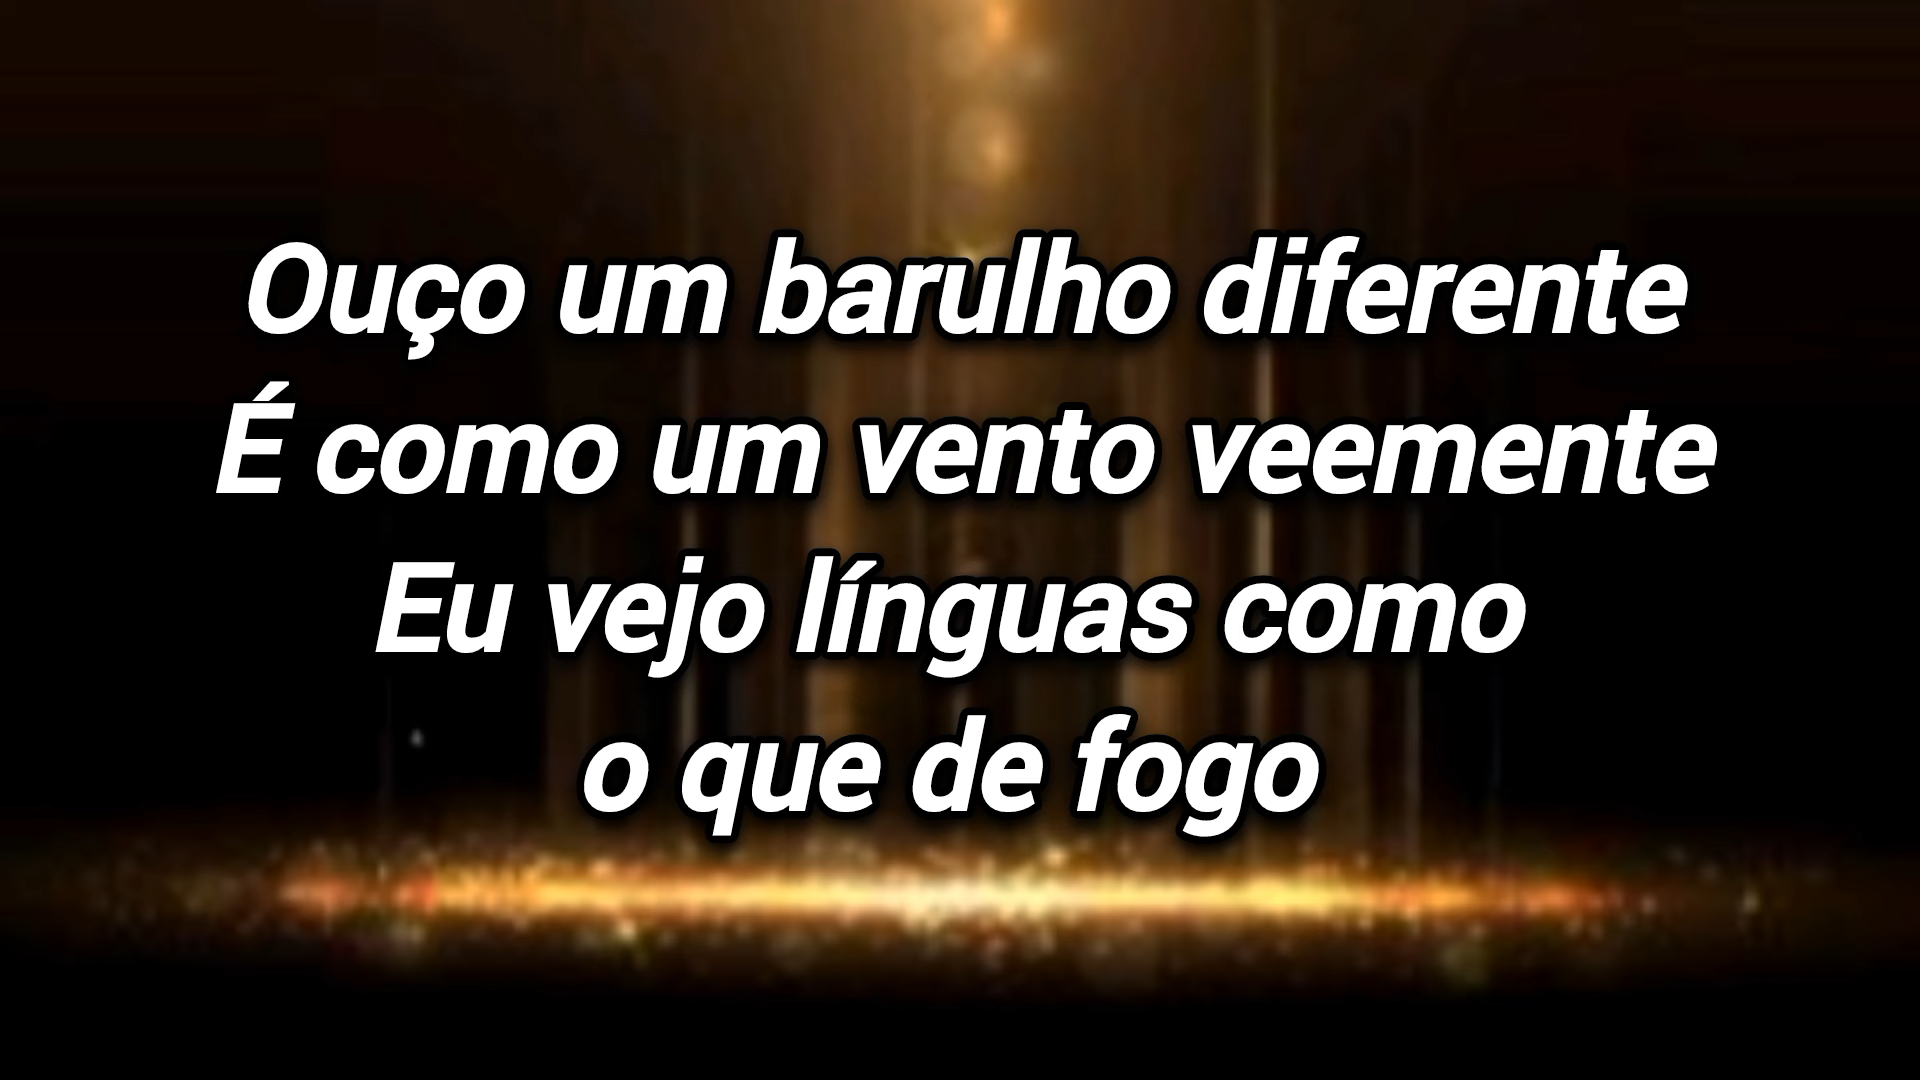 Ouço um barulho diferente
É como um vento veemente
Eu vejo línguas como
o que de fogo